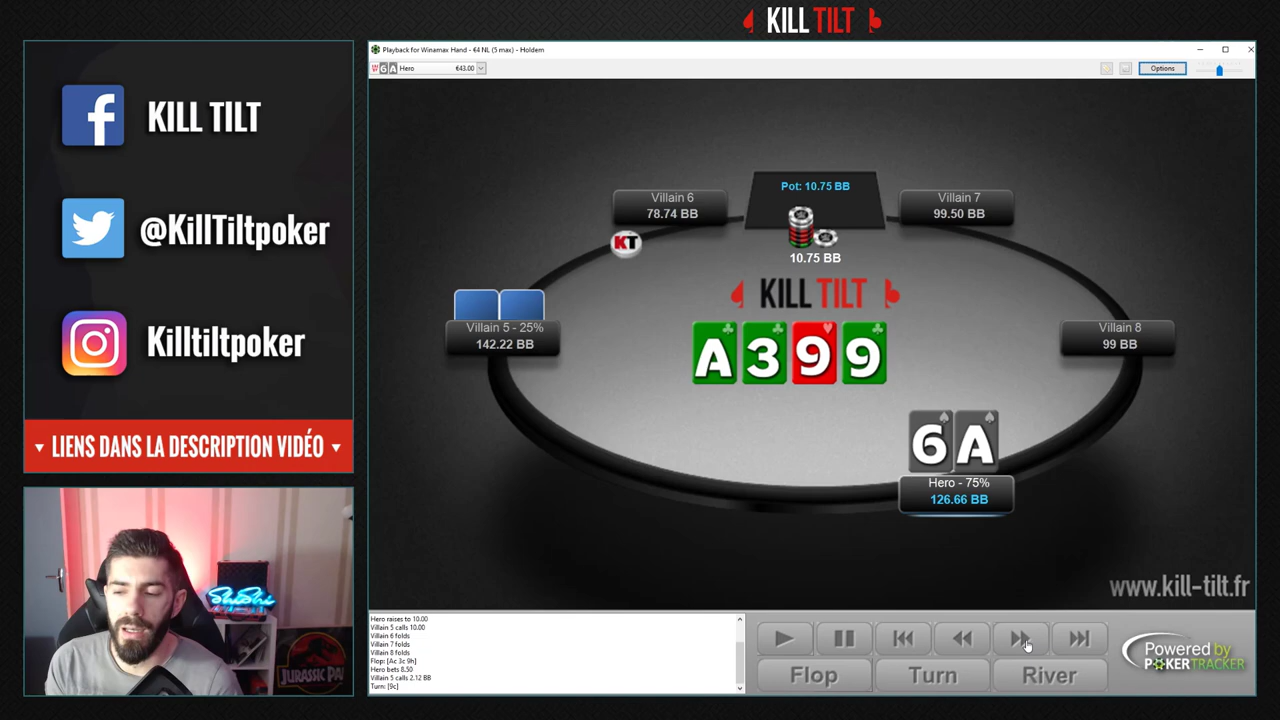 KILL TILT
KILL TILT
@KillTiltpoker
Killtiltpoker
LIENS DANS LA DESCRIPTION VIDÉO
ShiShi
JURASSIC PA
Playback for Winamax Hand - €4 NL (5 max) - Holdem
6 A Hero €43.00
Options
Pot: 10.75 BB
10.75 BB
Villain 6
78.74 BB
Villain 7
99.50 BB
KT
KILL TILT
Villain 5 - 25%
142.22 BB
Villain 8
99 BB
A 3 9 9
6 A
Hero - 75%
126.66 BB
www.kill-tilt.fr
Hero raises to 10.00
Villain 5 calls 10.00
Villain 6 folds
Villain 7 folds
Villain 8 folds
Flop: [Ac 3c 9h]
Hero bets 8.50
Villain 5 calls 2.12 BB
Turn: [9c]
Flop
Turn
River
Powered by
POKERTRACKER